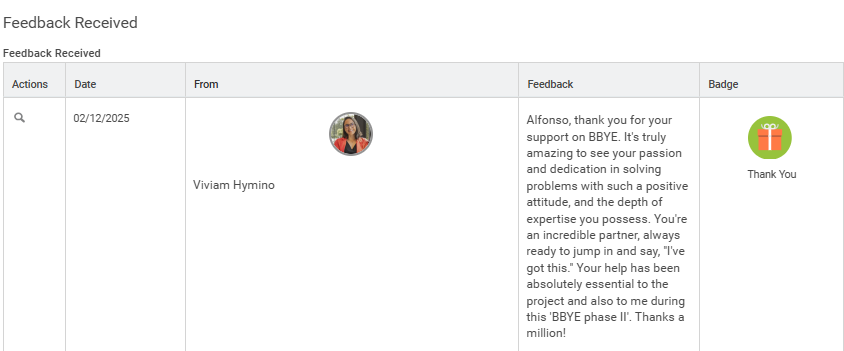 Feedback Received
Feedback Received
Actions
Date
From
Feedback
Badge
02/12/2025
Viviam Hymino
Alfonso, thank you for your
support on BBYE. It's truly
amazing to see your passion
and dedication in solving
problems with such a positive
attitude, and the depth of
expertise you possess. You're
an incredible partner, always
ready to jump in and say, "I've
got this." Your help has been
absolutely essential to the
project and also to me during
this 'BBYE phase II'. Thanks a
million!
Thank You